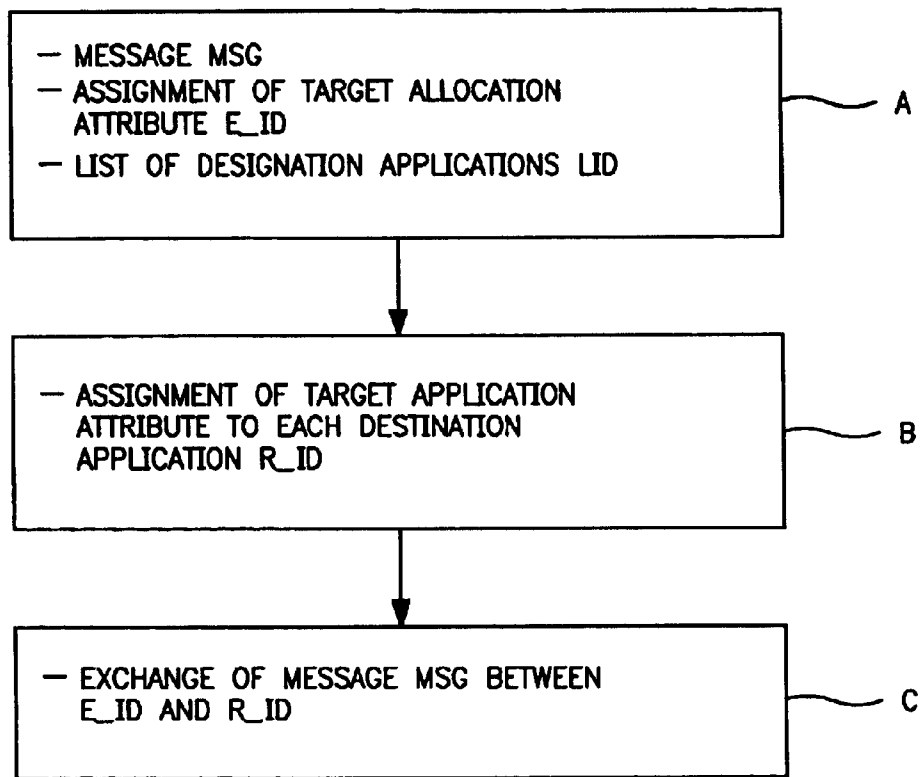 — MESSAGE MSG
— ASSIGNMENT OF TARGET ALLOCATION
ATTRIBUTE E_ID
— LIST OF DESIGNATION APPLICATIONS LID
A
— ASSIGNMENT OF TARGET APPLICATION
ATTRIBUTE TO EACH DESTINATION
APPLICATION R_ID
B
— EXCHANGE OF MESSAGE MSG BETWEEN
E_ID AND R_ID
C